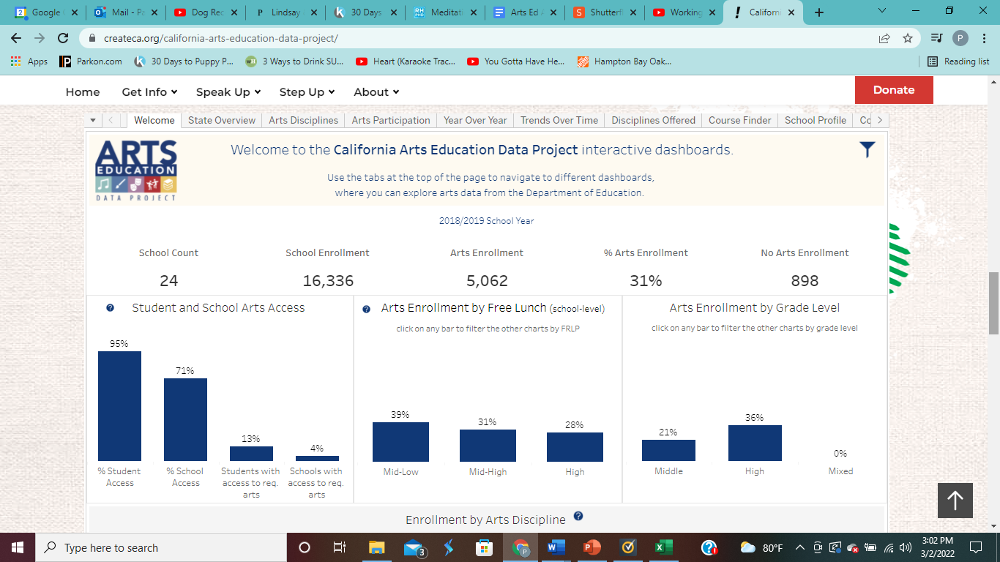 Google
Mail - Pa
Dog Rec
Lindsay
30 Days
Meditati
Arts Ed A
Shutterfl
Working
Californi
createca.org/california-arts-education-data-project/
P
Apps
Parkon.com
30 Days to Puppy P...
3 Ways to Drink SU...
Heart (Karaoke Trac...
You Gotta Have He...
Hampton Bay Oak...
Reading list
Home
Get Info
Speak Up
Step Up
About
Donate
Welcome
State Overview
Arts Disciplines
Arts Participation
Year Over Year
Trends Over Time
Disciplines Offered
Course Finder
School Profile
Co
ARTS
EDUCATION
DATA PROJECT
Welcome to the California Arts Education Data Project interactive dashboards.
Use the tabs at the top of the page to navigate to different dashboards,
where you can explore arts data from the Department of Education.
2018/2019 School Year
School Count
School Enrollment
Arts Enrollment
% Arts Enrollment
No Arts Enrollment
24
16,336
5,062
31%
898
Student and School Arts Access
95%
71%
13%
4%
% Student
Access
% School
Access
Students with
access to req.
arts
Schools with
access to req.
arts
Arts Enrollment by Free Lunch (school-level)
click on any bar to filter the other charts by FRLP
39%
31%
28%
Mid-Low
Mid-High
High
Arts Enrollment by Grade Level
click on any bar to filter the other charts by grade level
21%
36%
0%
Middle
High
Mixed
Enrollment by Arts Discipline
Type here to search
3
80°F
3:02 PM
3/2/2022